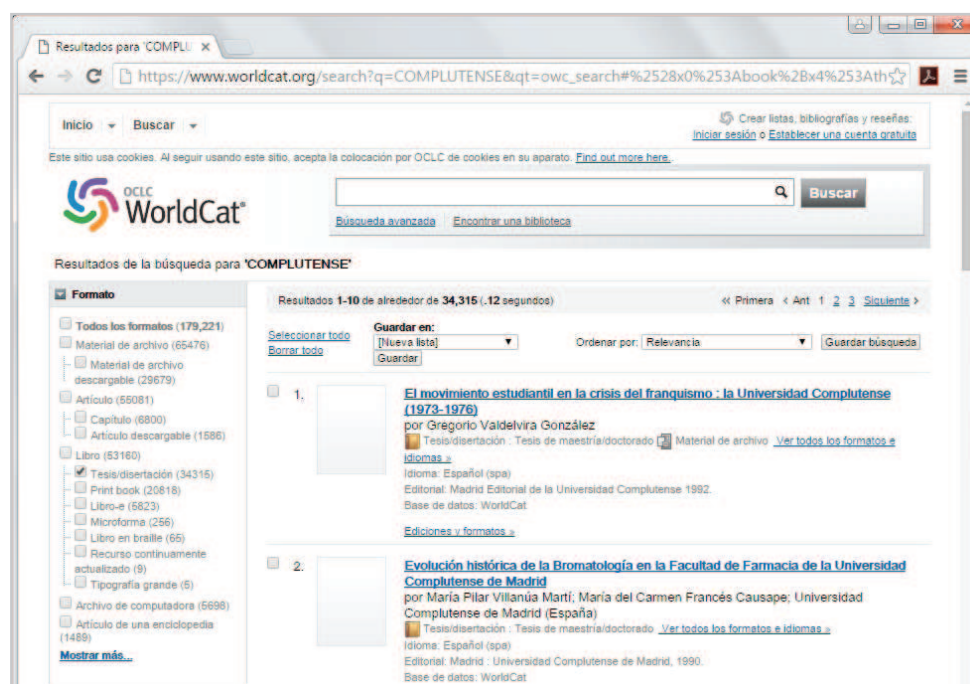 Resultados para 'COMPLU
https://www.worldcat.org/search?q=COMPLUTENSE&qt=owc_search#%2528x0%253Abook%2Bx4%253Ath
Inicio Buscar
Crear listas, bibliografías y reseñas:
Iniciar sesión o Establecer una cuenta gratuita
Este sitio usa cookies. Al seguir usando este sitio, acepta la colocación por OCLC de cookies en su aparato. Find out more here.
OCLC
WorldCat®
Buscar
Búsqueda avanzada Encontrar una biblioteca
Resultados de la búsqueda para 'COMPLUTENSE'
Formato
Todos los formatos (179,221)
Material de archivo (65476)
Material de archivo
descargable (29679)
Artículo (55081)
Capítulo (6800)
Artículo descargable (1586)
Libro (53160)
Tesis/disertación (34315)
Print book (20818)
Libro-e (5823)
Microforma (256)
Libro en braille (65)
Recurso continuamente
actualizado (9)
Tipografía grande (5)
Archivo de computadora (5698)
Artículo de una enciclopedia
(1489)
Mostrar más...
Resultados 1-10 de alrededor de 34,315 (.12 segundos)
« Primera < Ant 1 2 3 Siguiente >
Seleccionar todo
Borrar todo
Guardar en:
[Nueva lista]
Guardar
Ordenar por: Relevancia
Guardar búsqueda
1.
El movimiento estudiantil en la crisis del franquismo : la Universidad Complutense
(1973-1976)
por Gregorio Valdelvira González
Tesis/disertación : Tesis de maestría/doctorado Material de archivo Ver todos los formatos e
idiomas »
Idioma: Español (spa)
Editorial: Madrid Editorial de la Universidad Complutense 1992.
Base de datos: WorldCat
Ediciones y formatos »
2.
Evolución histórica de la Bromatología en la Facultad de Farmacia de la Universidad
Complutense de Madrid
por María Pilar Villanúa Martí; María del Carmen Francés Causape; Universidad
Complutense de Madrid (España)
Tesis/disertación : Tesis de maestría/doctorado Ver todos los formatos e idiomas »
Idioma: Español (spa)
Editorial: Madrid : Universidad Complutense de Madrid, 1990.
Base de datos: WorldCat